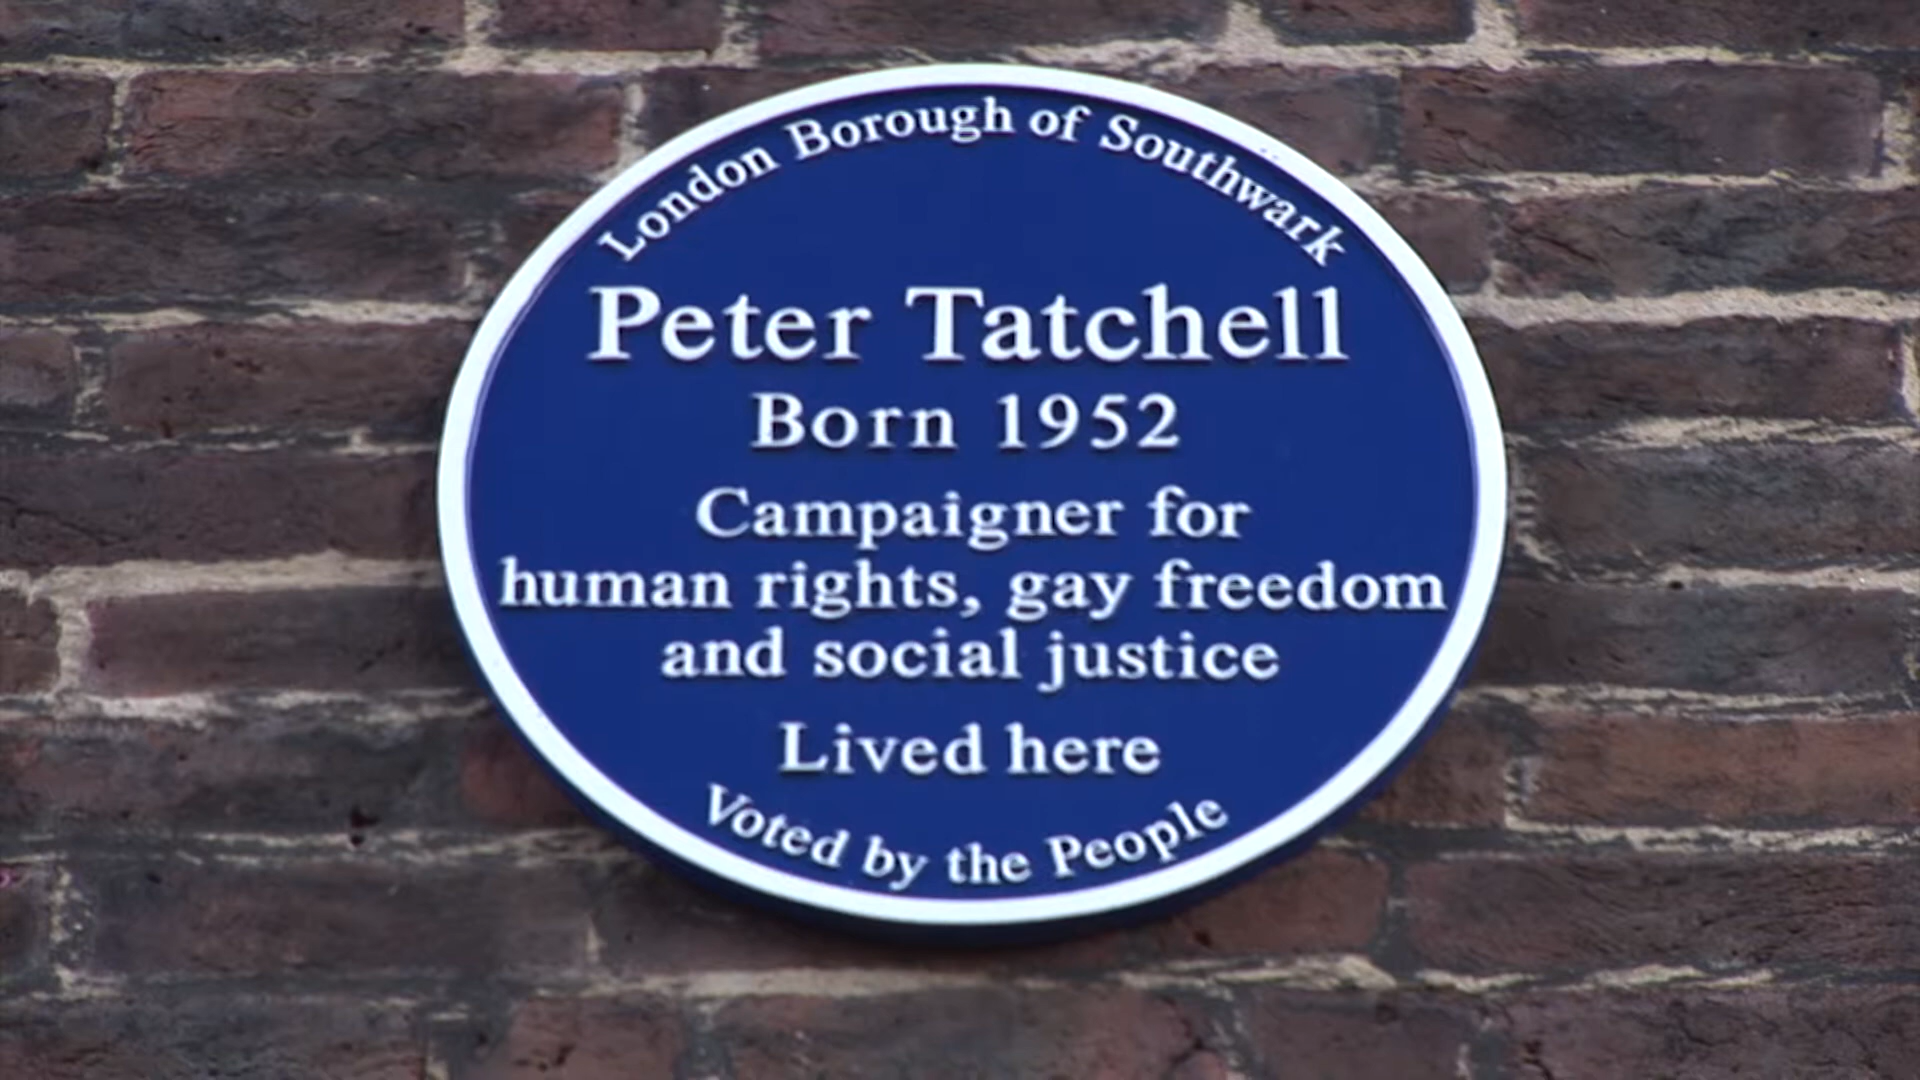 London Borough of Southwark
Peter Tatchell
Born 1952
Campaigner for
human rights, gay freedom
and social justice
Lived here
Voted by the People